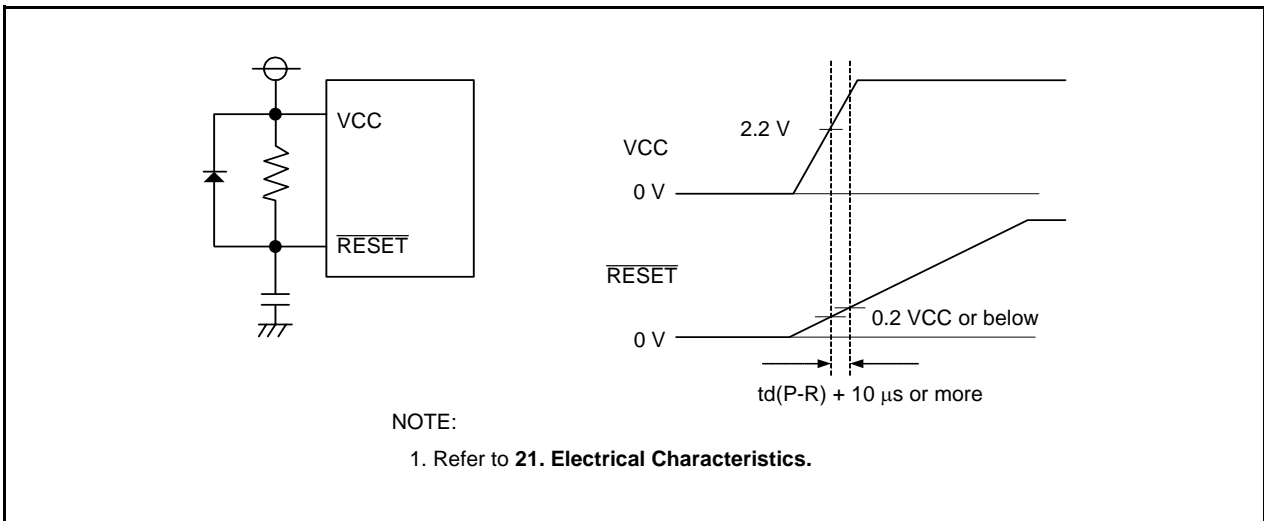 VCC
RESET
VCC
2.2 V
0 V
RESET
0 V
0.2 VCC or below
td(P-R) + 10 μs or more
NOTE:
1. Refer to 21. Electrical Characteristics.